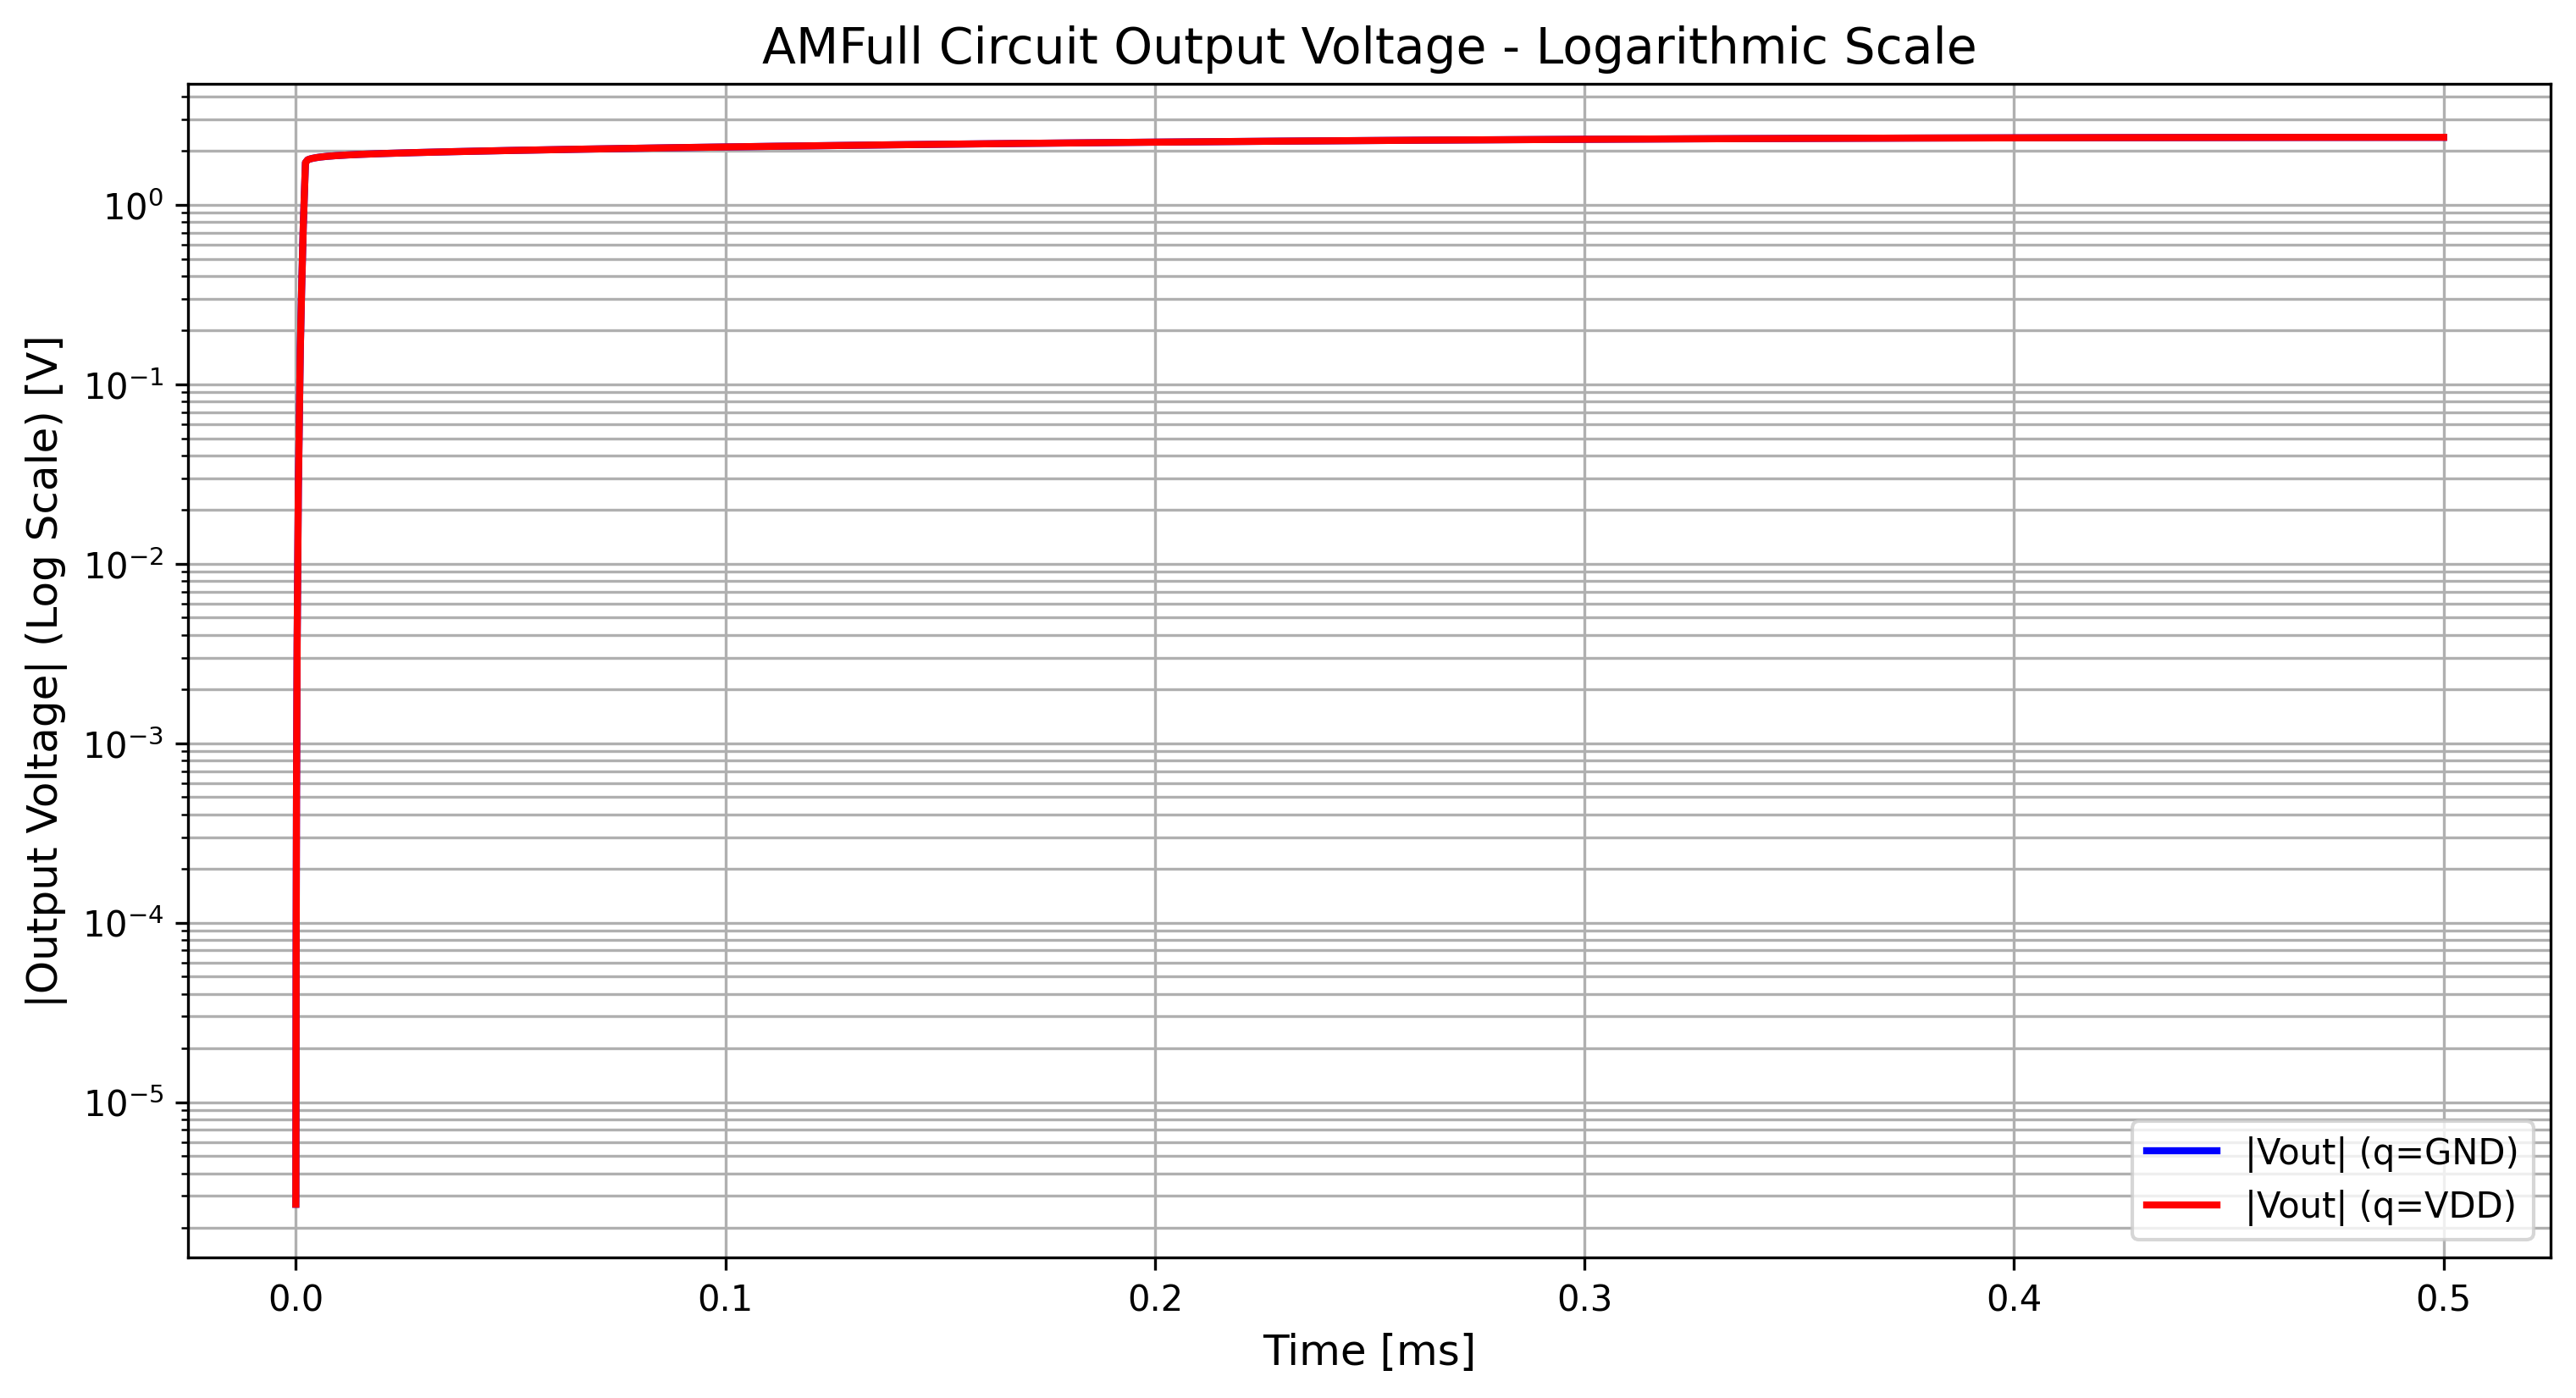 AMFull Circuit Output Voltage - Logarithmic Scale
|Output Voltage| (Log Scale) [V]
10⁰
10⁻¹
10⁻²
10⁻³
10⁻⁴
10⁻⁵
|Vout| (q=GND)
|Vout| (q=VDD)
0.0 0.1 0.2 0.3 0.4 0.5
Time [ms]